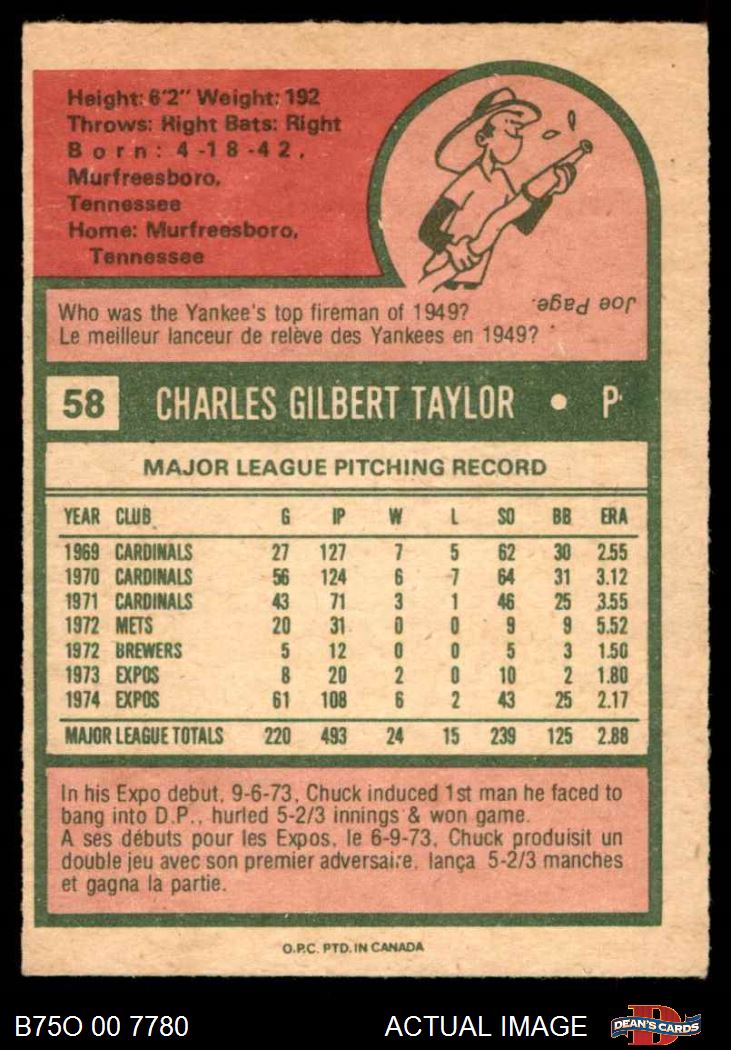 Height: 6'2" Weight: 192
Throws: Right Bats: Right
Born: 4-18-42,
Murfreesboro,
Tennessee
Home: Murfreesboro,
Tennessee
Who was the Yankee's top fireman of 1949?
Le meilleur lanceur de relève des Yankees en 1949?
Joe Page.
58 CHARLES GILBERT TAYLOR • P
MAJOR LEAGUE PITCHING RECORD
YEAR CLUB G IP W L SO BB ERA
1969 CARDINALS 27 127 7 5 62 30 2.55
1970 CARDINALS 56 124 6 7 64 31 3.12
1971 CARDINALS 43 71 3 1 46 25 3.55
1972 METS 20 31 0 0 9 9 5.52
1972 BREWERS 5 12 0 0 5 3 1.50
1973 EXPOS 8 20 2 0 10 2 1.80
1974 EXPOS 61 108 6 2 43 25 2.17
MAJOR LEAGUE TOTALS 220 493 24 15 239 125 2.88
In his Expo debut, 9-6-73, Chuck induced 1st man he faced to
bang into D.P., hurled 5-2/3 innings & won game.
A ses débuts pour les Expos, le 6-9-73, Chuck produisit un
double jeu avec son premier adversaire, lança 5-2/3 manches
et gagna la partie.
O.P.C. PTD. IN CANADA
B75O 00 7780
ACTUAL IMAGE
DEAN'S CARDS